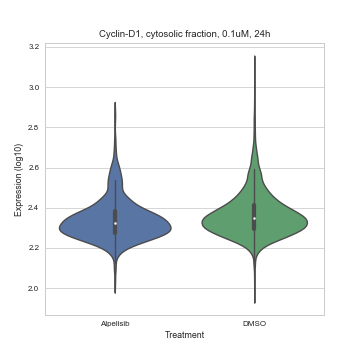 Cyclin-D1, cytosolic fraction, 0.1uM, 24h
3.2
3.0
2.8
2.6
2.4
2.2
2.0
Expression (log10)
Alpelisib
DMSO
Treatment